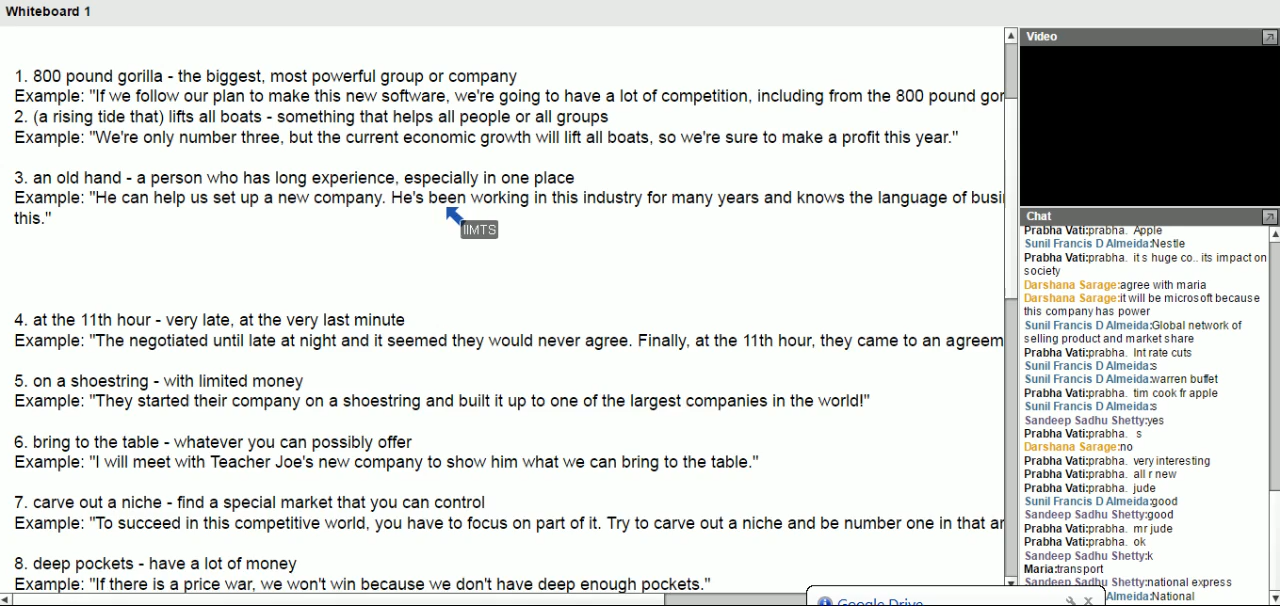 Whiteboard 1
1. 800 pound gorilla - the biggest, most powerful group or company
Example: "If we follow our plan to make this new software, we're going to have a lot of competition, including from the 800 pound gor
2. (a rising tide that) lifts all boats - something that helps all people or all groups
Example: "We're only number three, but the current economic growth will lift all boats, so we're sure to make a profit this year."
3. an old hand - a person who has long experience, especially in one place
Example: "He can help us set up a new company. He's been working in this industry for many years and knows the language of busi
this."
IIMTS
4. at the 11th hour - very late, at the very last minute
Example: "The negotiated until late at night and it seemed they would never agree. Finally, at the 11th hour, they came to an agreem
5. on a shoestring - with limited money
Example: "They started their company on a shoestring and built it up to one of the largest companies in the world!"
6. bring to the table - whatever you can possibly offer
Example: "I will meet with Teacher Joe's new company to show him what we can bring to the table."
7. carve out a niche - find a special market that you can control
Example: "To succeed in this competitive world, you have to focus on part of it. Try to carve out a niche and be number one in that ar
8. deep pockets - have a lot of money
Example: "If there is a price war, we won't win because we don't have deep enough pockets."
Video
Chat
Prabha Vati:prabha. Apple
Sunil Francis D Almeida:Nestle
Prabha Vati:prabha. it s huge co.. its impact on
society
Darshana Sarage:agree with maria
Darshana Sarage:it will be microsoft because
this company has power
Sunil Francis D Almeida:Global network of
selling product and market share
Prabha Vati:prabha. Int rate cuts
Sunil Francis D Almeida:s
Sunil Francis D Almeida:warren buffet
Prabha Vati:prabha. tim cook fr apple
Sunil Francis D Almeida:s
Sandeep Sadhu Shetty:yes
Prabha Vati:prabha. s
Darshana Sarage:no
Prabha Vati:prabha. very interesting
Prabha Vati:prabha. all r new
Prabha Vati:prabha. jude
Sunil Francis D Almeida:good
Sandeep Sadhu Shetty:good
Prabha Vati:prabha. mr jude
Prabha Vati:prabha. ok
Sandeep Sadhu Shetty:k
Maria:transport
Sandeep Sadhu Shetty:national express
Almeida:National
Google Drive